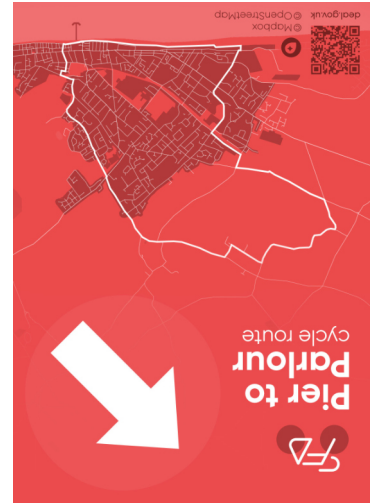 Pier to
Parlour
cycle route
© Mapbox
© OpenStreetMap
deal.gov.uk